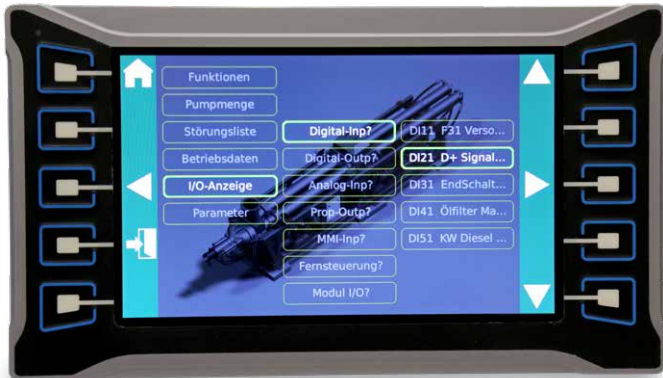 Funktionen
Pumpmenge
Störungsliste
Betriebsdaten
I/O-Anzeige
Parameter
Digital-Inp?
Digital-Outp?
Analog-Inp?
Prop-Outp?
MMI-Inp?
Fernsteuerung?
Modul I/O?
DI11 F31 Verso...
DI21 D+ Signal...
DI31 EndSchalt...
DI41 Ölfilter Ma...
DI51 KW Diesel ...